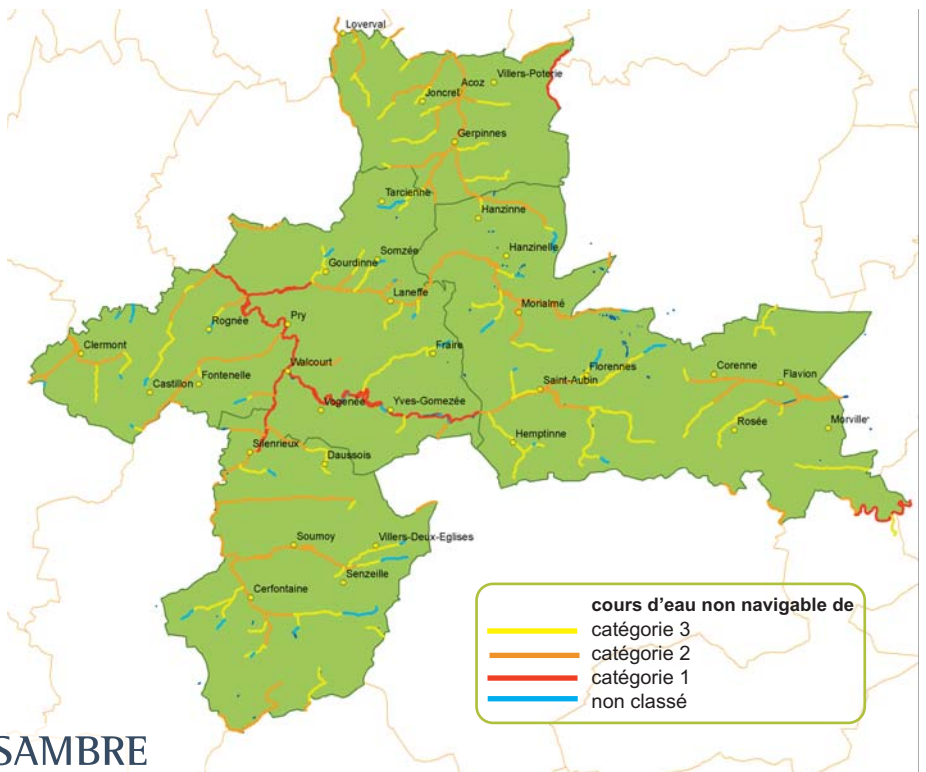 Loverval
Villers-Poterie
Acoz
Joncret
Gerpinnes
Tarcienne
Hanzinne
Hanzinelle
Somzée
Gourdinne
Laneffe
Morialmé
Pry
Rognée
Clermont
Fraire
Walcourt
Florennes
Corenne
Flavion
Fontenelle
Castillon
Saint-Aubin
Vogenée
Yves-Gomezée
Rosée
Morville
Hemptinne
Silenrieux
Daussois
Soumoy
Villers-Deux-Eglises
Senzeille
Cerfontaine
cours d'eau non navigable de
catégorie 3
catégorie 2
catégorie 1
non classé
SAMBRE